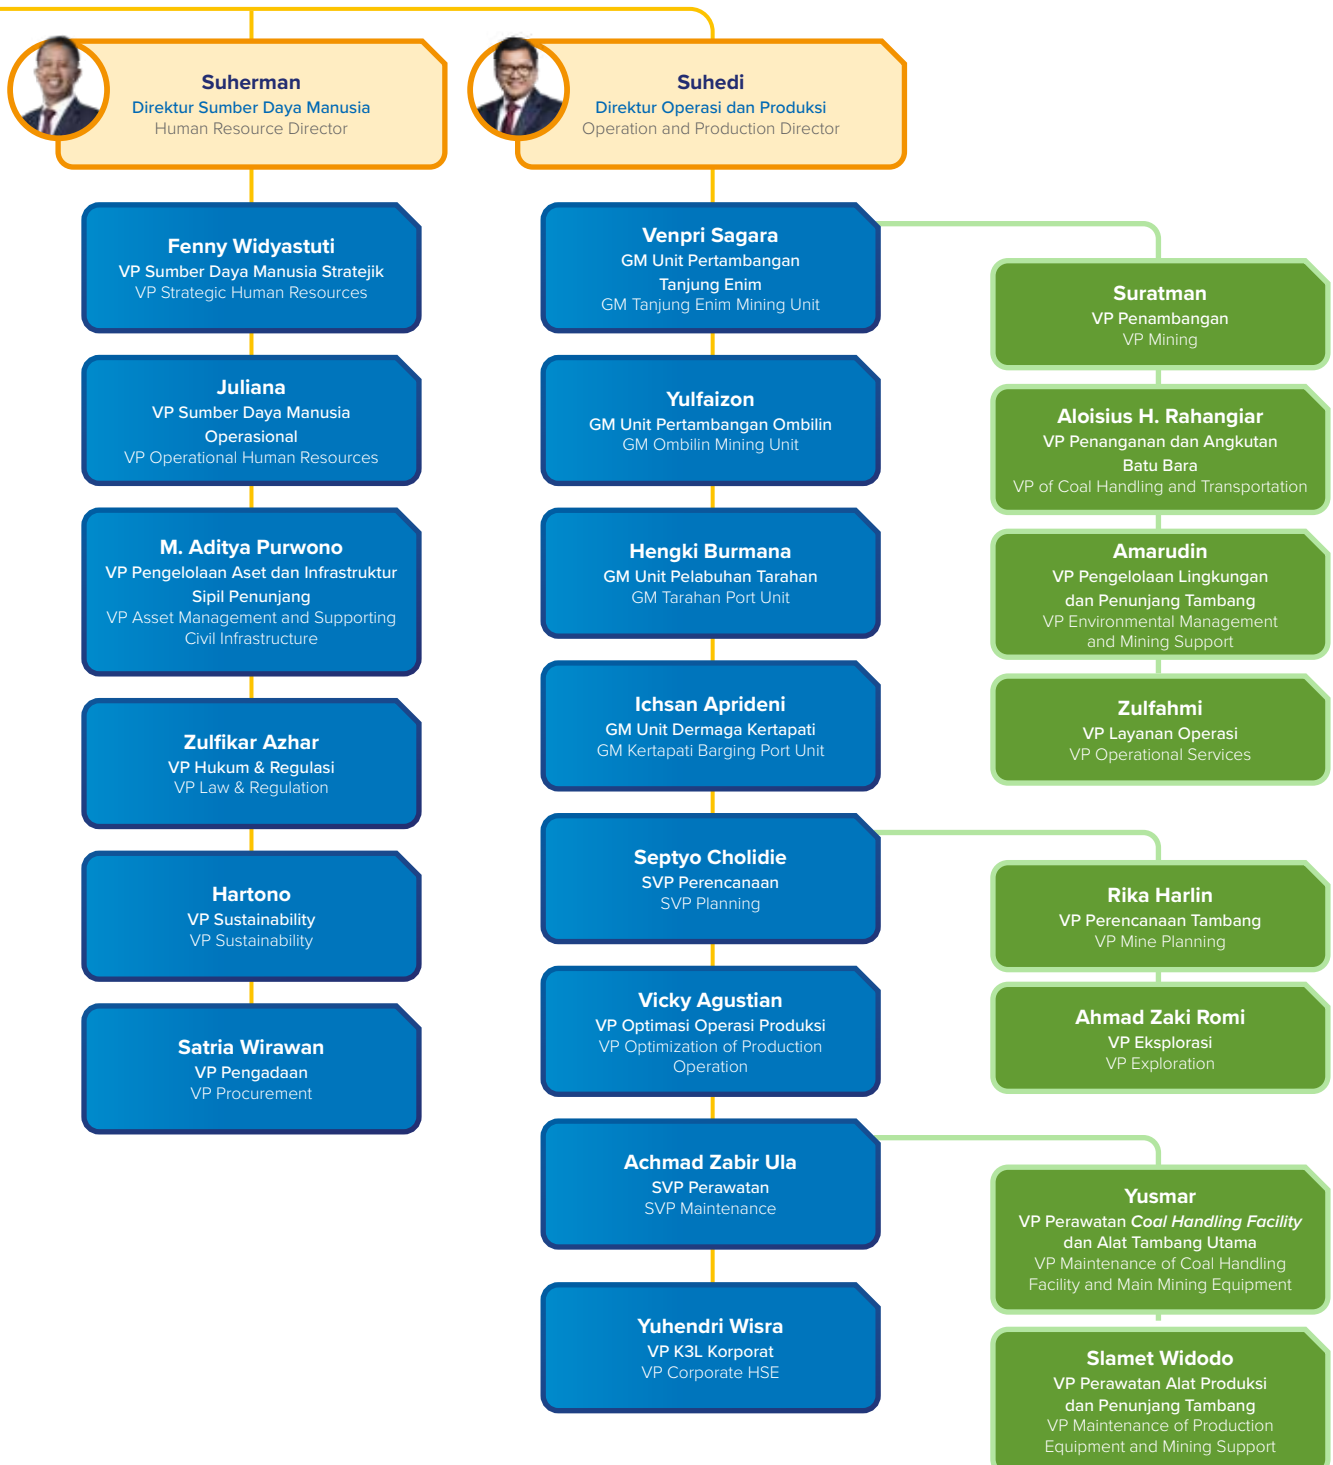 Suherman
Direktur Sumber Daya Manusia
Human Resource Director
Fenny Widyastuti
VP Sumber Daya Manusia Stratejik
VP Strategic Human Resources
Juliana
VP Sumber Daya Manusia
Operasional
VP Operational Human Resources
M. Aditya Purwono
VP Pengelolaan Aset dan Infrastruktur
Sipil Penunjang
VP Asset Management and Supporting
Civil Infrastructure
Zulfikar Azhar
VP Hukum & Regulasi
VP Law & Regulation
Hartono
VP Sustainability
VP Sustainability
Satria Wirawan
VP Pengadaan
VP Procurement
Suhedi
Direktur Operasi dan Produksi
Operation and Production Director
Venpri Sagara
GM Unit Pertambangan
Tanjung Enim
GM Tanjung Enim Mining Unit
Yulfaizon
GM Unit Pertambangan Ombilin
GM Ombilin Mining Unit
Hengki Burmana
GM Unit Pelabuhan Tarahan
GM Tarahan Port Unit
Ichsan Aprideni
GM Unit Dermaga Kertapati
GM Kertapati Barging Port Unit
Septyo Cholidie
SVP Perencanaan
SVP Planning
Vicky Agustian
VP Optimasi Operasi Produksi
VP Optimization of Production
Operation
Achmad Zabir Ula
SVP Perawatan
SVP Maintenance
Yuhendri Wisra
VP K3L Korporat
VP Corporate HSE
Suratman
VP Penambangan
VP Mining
Aloisius H. Rahangiar
VP Penanganan dan Angkutan
Batu Bara
VP of Coal Handling and Transportation
Amarudin
VP Pengelolaan Lingkungan
dan Penunjang Tambang
VP Environmental Management
and Mining Support
Zulfahmi
VP Layanan Operasi
VP Operational Services
Rika Harlin
VP Perencanaan Tambang
VP Mine Planning
Ahmad Zaki Romi
VP Eksplorasi
VP Exploration
Yusmar
VP Perawatan Coal Handling Facility
dan Alat Tambang Utama
VP Maintenance of Coal Handling
Facility and Main Mining Equipment
Slamet Widodo
VP Perawatan Alat Produksi
dan Penunjang Tambang
VP Maintenance of Production
Equipment and Mining Support